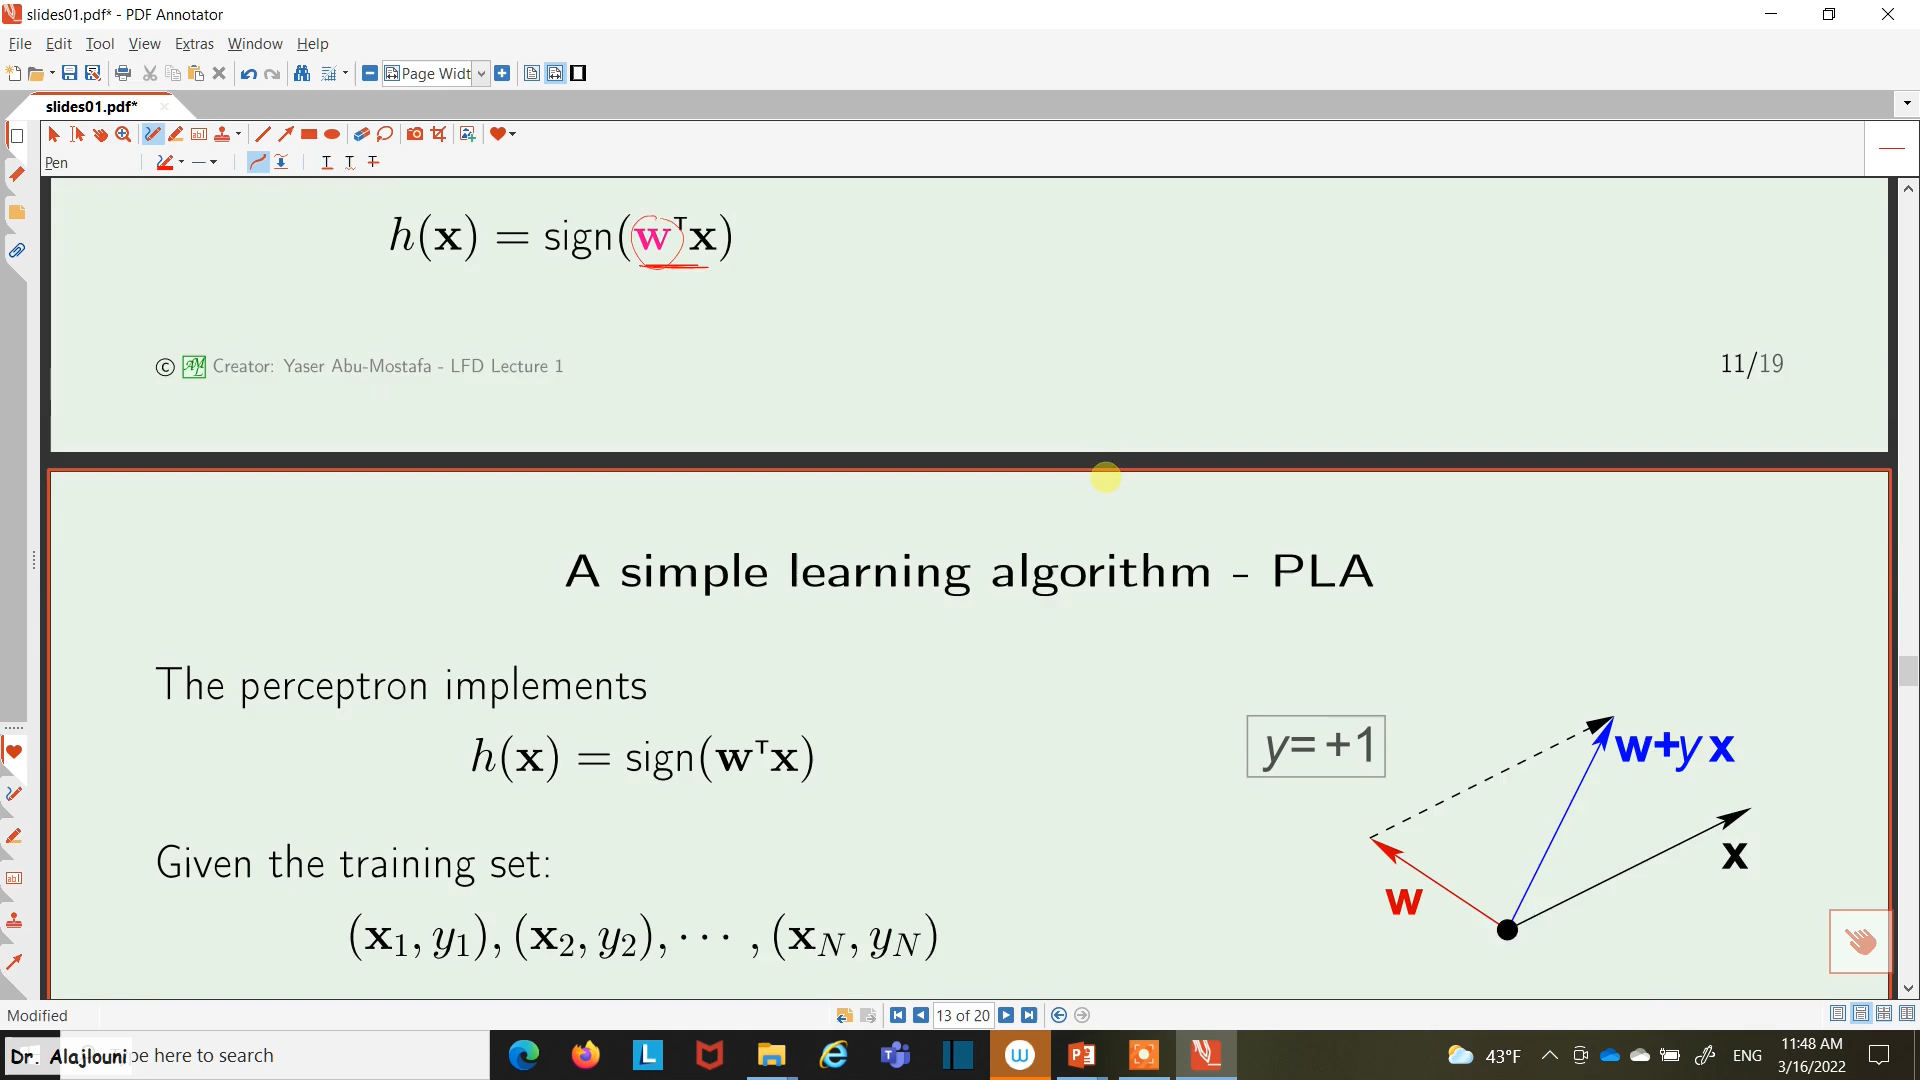 slides01.pdf* - PDF Annotator
File Edit Tool View Extras Window Help
Page Widt
slides01.pdf*
Pen
h(x) = sign(wᵀx)
© Creator: Yaser Abu-Mostafa - LFD Lecture 1
11/19
A simple learning algorithm - PLA
The perceptron implements
h(x) = sign(wᵀx)
y=+1
w+y x
x
w
Given the training set:
(x₁, y₁), (x₂, y₂), · · · , (x_N, y_N)
Modified
13 of 20
Dr. Alajlouni
pe here to search
43°F
ENG
11:48 AM
3/16/2022